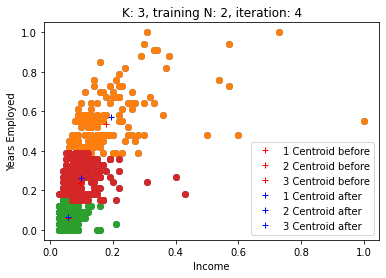 K: 3, training N: 2, iteration: 4
Years Employed
1.0
0.8
0.6
0.4
0.2
0.0
1 Centroid before
2 Centroid before
3 Centroid before
1 Centroid after
2 Centroid after
3 Centroid after
0.0 0.2 0.4 0.6 0.8 1.0
Income